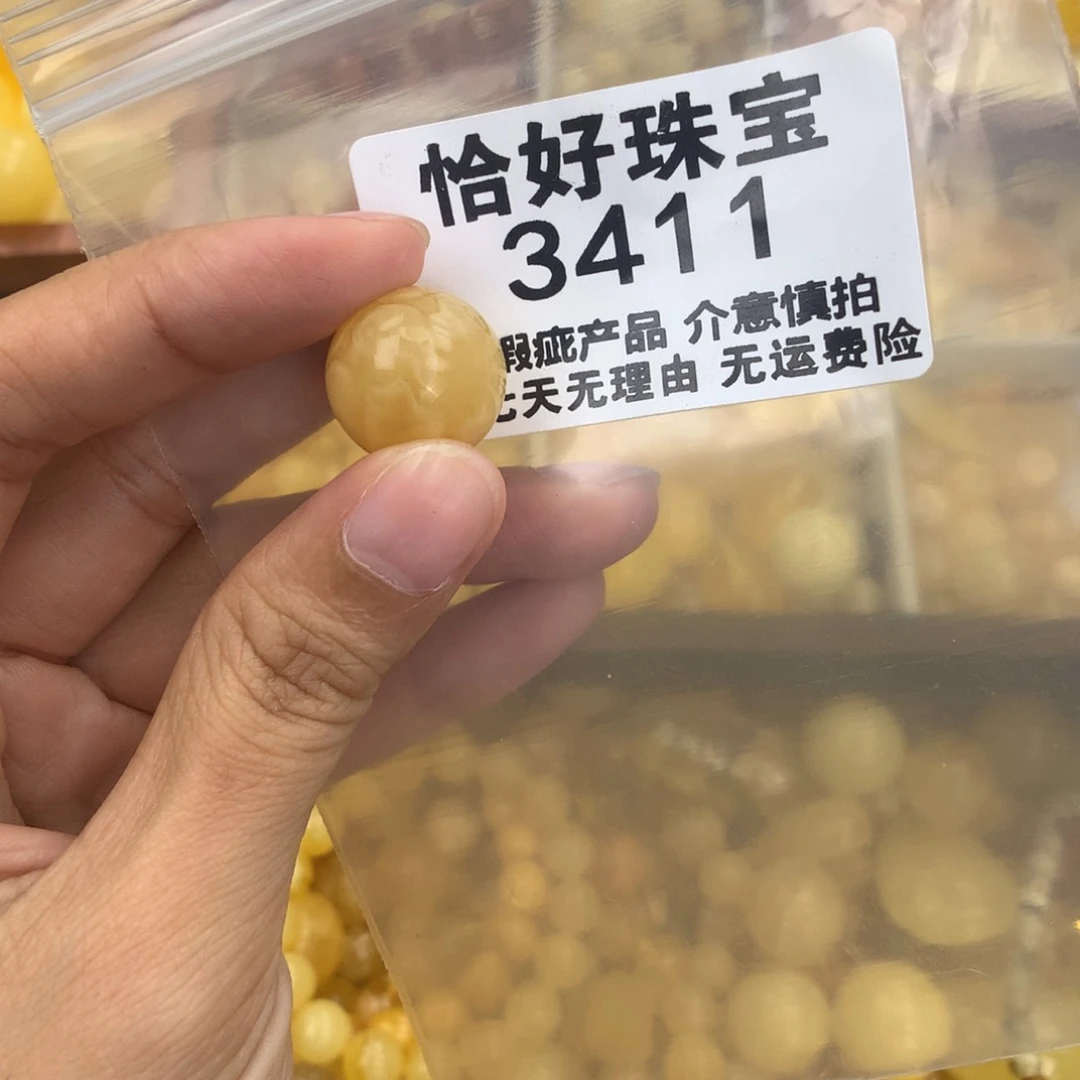 恰好珠宝
3411
瑕疵产品 介意慎拍
七天无理由 无运费险